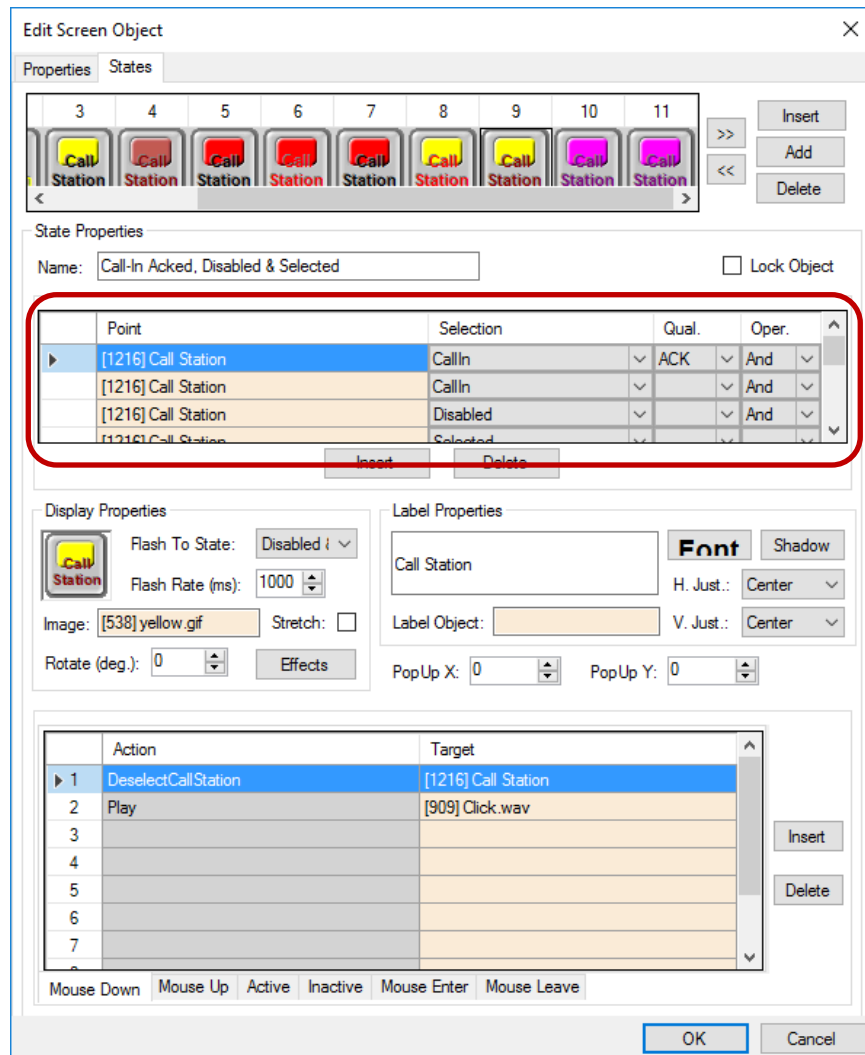 Edit Screen Object
Properties States
3 4 5 6 7 8 9 10 11
Call Call Call Call Call Call Call Call Call
Station Station Station Station Station Station Station Station Station
>>
<<
Insert
Add
Delete
State Properties
Name: Call-In Acked, Disabled & Selected Lock Object
Point Selection Qual. Oper.
[1216] Call Station CallIn ACK And
[1216] Call Station CallIn And
[1216] Call Station Disabled And
[1216] Call Station Selected
Insert Delete
Display Properties
Call
Station
Flash To State: Disabled &
Flash Rate (ms): 1000
Image: [538] yellow.gif Stretch:
Rotate (deg.): 0 Effects
Label Properties
Call Station
Font Shadow
H. Just.: Center
Label Object: V. Just.: Center
PopUp X: 0 PopUp Y: 0
Action Target
1 DeselectCallStation [1216] Call Station
2 Play [909] Click.wav
3
4
5
6
7
Insert
Delete
Mouse Down Mouse Up Active Inactive Mouse Enter Mouse Leave
OK Cancel